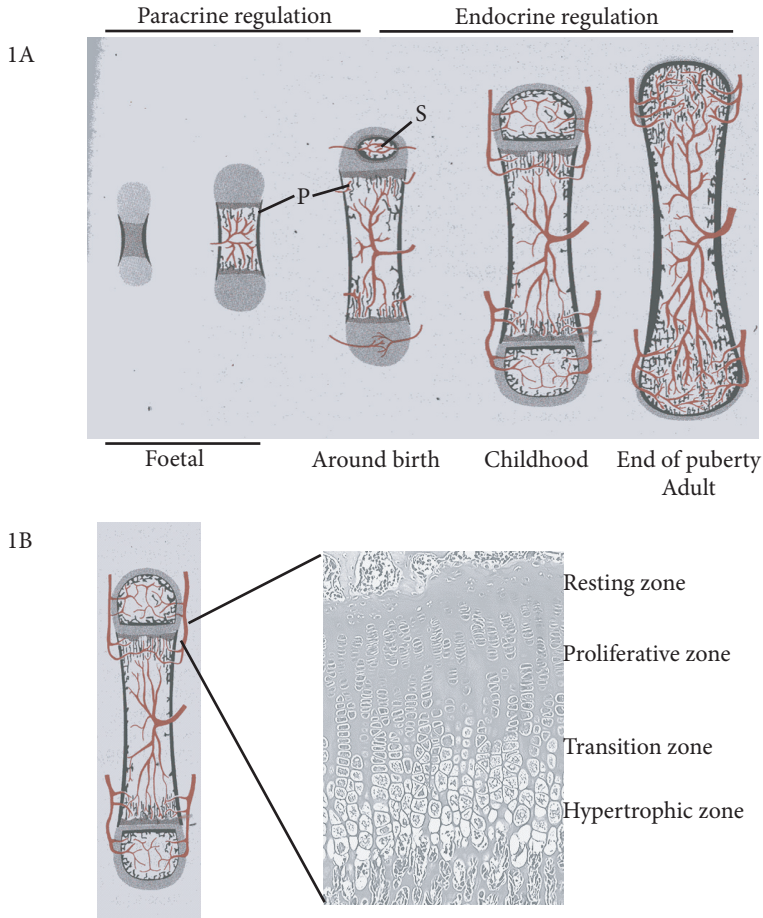 Paracrine regulation
Endocrine regulation
1A
S
P
Foetal
Around birth
Childhood
End of puberty
Adult
1B
Resting zone
Proliferative zone
Transition zone
Hypertrophic zone